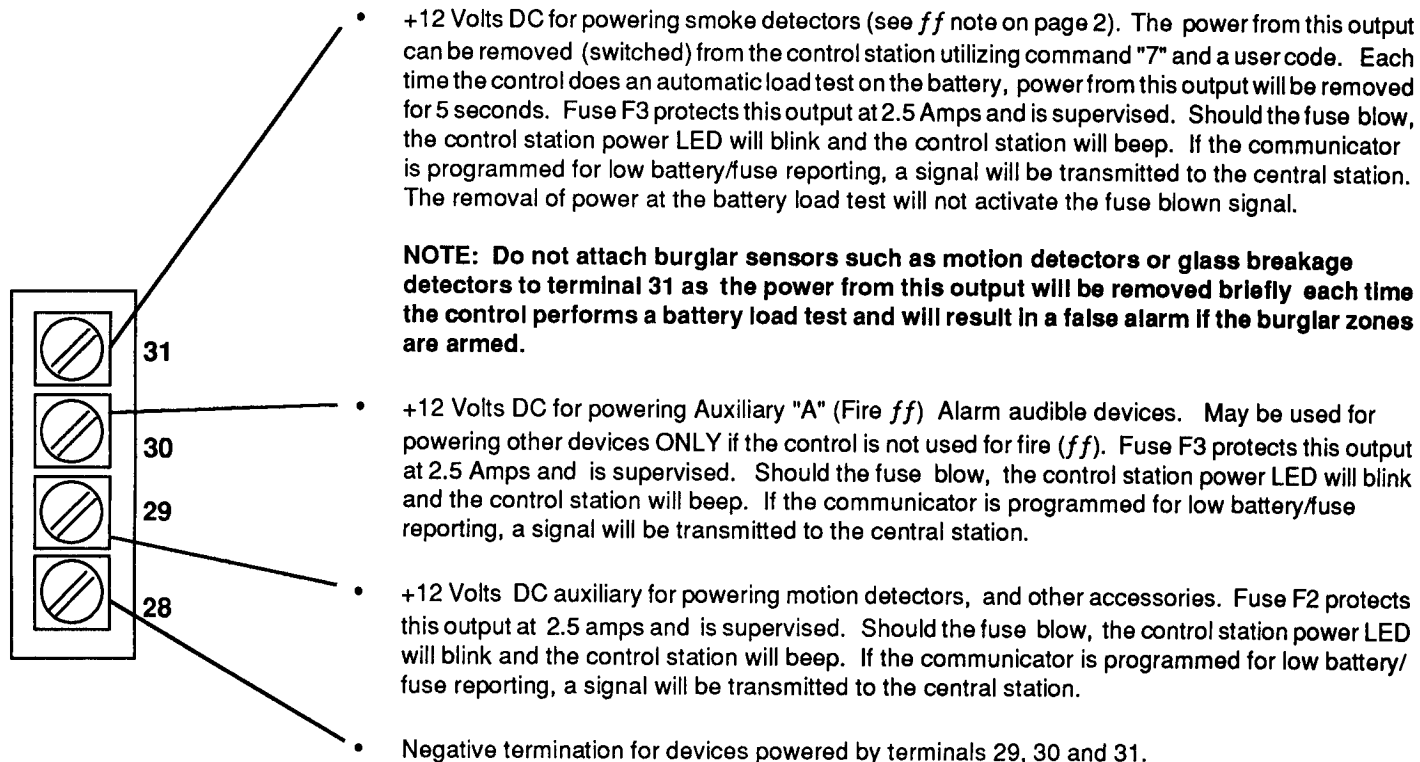 • +12 Volts DC for powering smoke detectors (see ff note on page 2). The power from this output
can be removed (switched) from the control station utilizing command "7" and a user code. Each
time the control does an automatic load test on the battery, power from this output will be removed
for 5 seconds. Fuse F3 protects this output at 2.5 Amps and is supervised. Should the fuse blow,
the control station power LED will blink and the control station will beep. If the communicator
is programmed for low battery/fuse reporting, a signal will be transmitted to the central station.
The removal of power at the battery load test will not activate the fuse blown signal.
NOTE: Do not attach burglar sensors such as motion detectors or glass breakage
detectors to terminal 31 as the power from this output will be removed briefly each time
the control performs a battery load test and will result in a false alarm if the burglar zones
are armed.
31
• +12 Volts DC for powering Auxiliary "A" (Fire ff) Alarm audible devices. May be used for
powering other devices ONLY if the control is not used for fire (ff). Fuse F3 protects this output
at 2.5 Amps and is supervised. Should the fuse blow, the control station power LED will blink
and the control station will beep. If the communicator is programmed for low battery/fuse
reporting, a signal will be transmitted to the central station.
30
29
• +12 Volts DC auxiliary for powering motion detectors, and other accessories. Fuse F2 protects
this output at 2.5 amps and is supervised. Should the fuse blow, the control station power LED
will blink and the control station will beep. If the communicator is programmed for low battery/
fuse reporting, a signal will be transmitted to the central station.
28
• Negative termination for devices powered by terminals 29, 30 and 31.